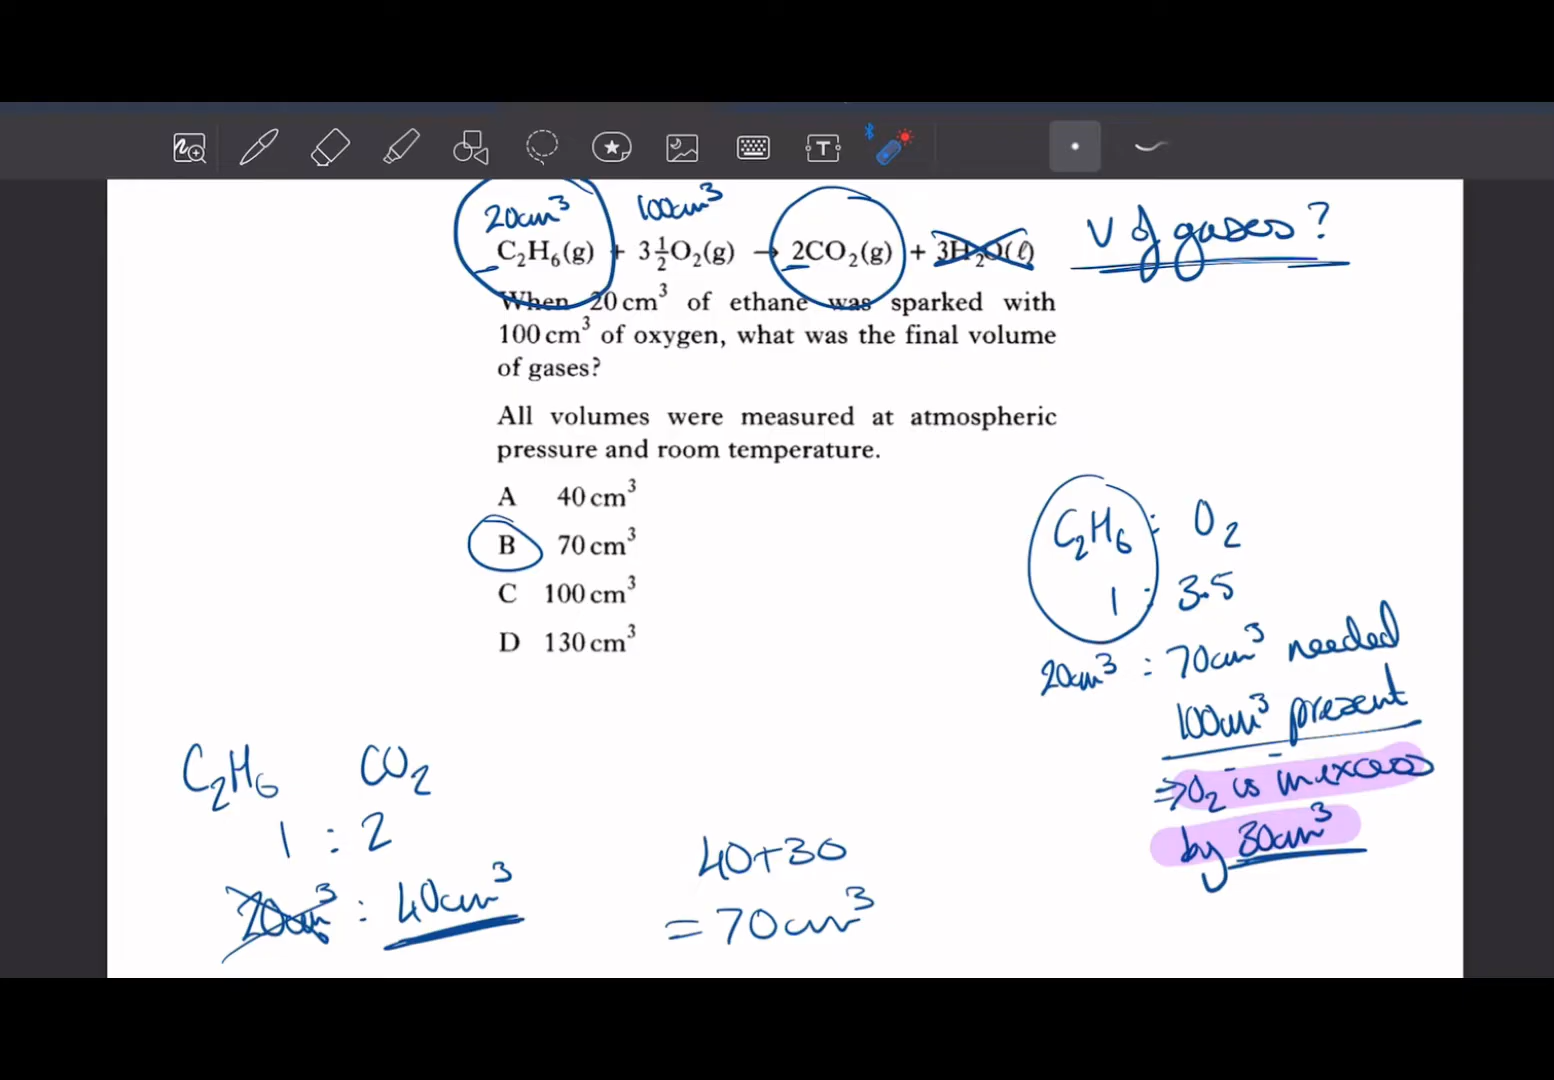 20cm³ 100cm³
C₂H₆(g) + 3½O₂(g) → 2CO₂(g) + 3H₂O(ℓ)
V of gases?
When 20 cm³ of ethane was sparked with
100 cm³ of oxygen, what was the final volume
of gases?
All volumes were measured at atmospheric
pressure and room temperature.
A 40 cm³
B 70 cm³
C 100 cm³
D 130 cm³
C₂H₆ : O₂
1 : 3.5
20cm³ : 70cm³ needed
100cm³ present
⇒ O₂ is in excess
by 30cm³
C₂H₆ CO₂
1 : 2
20cm³ : 40cm³
40+30
= 70cm³